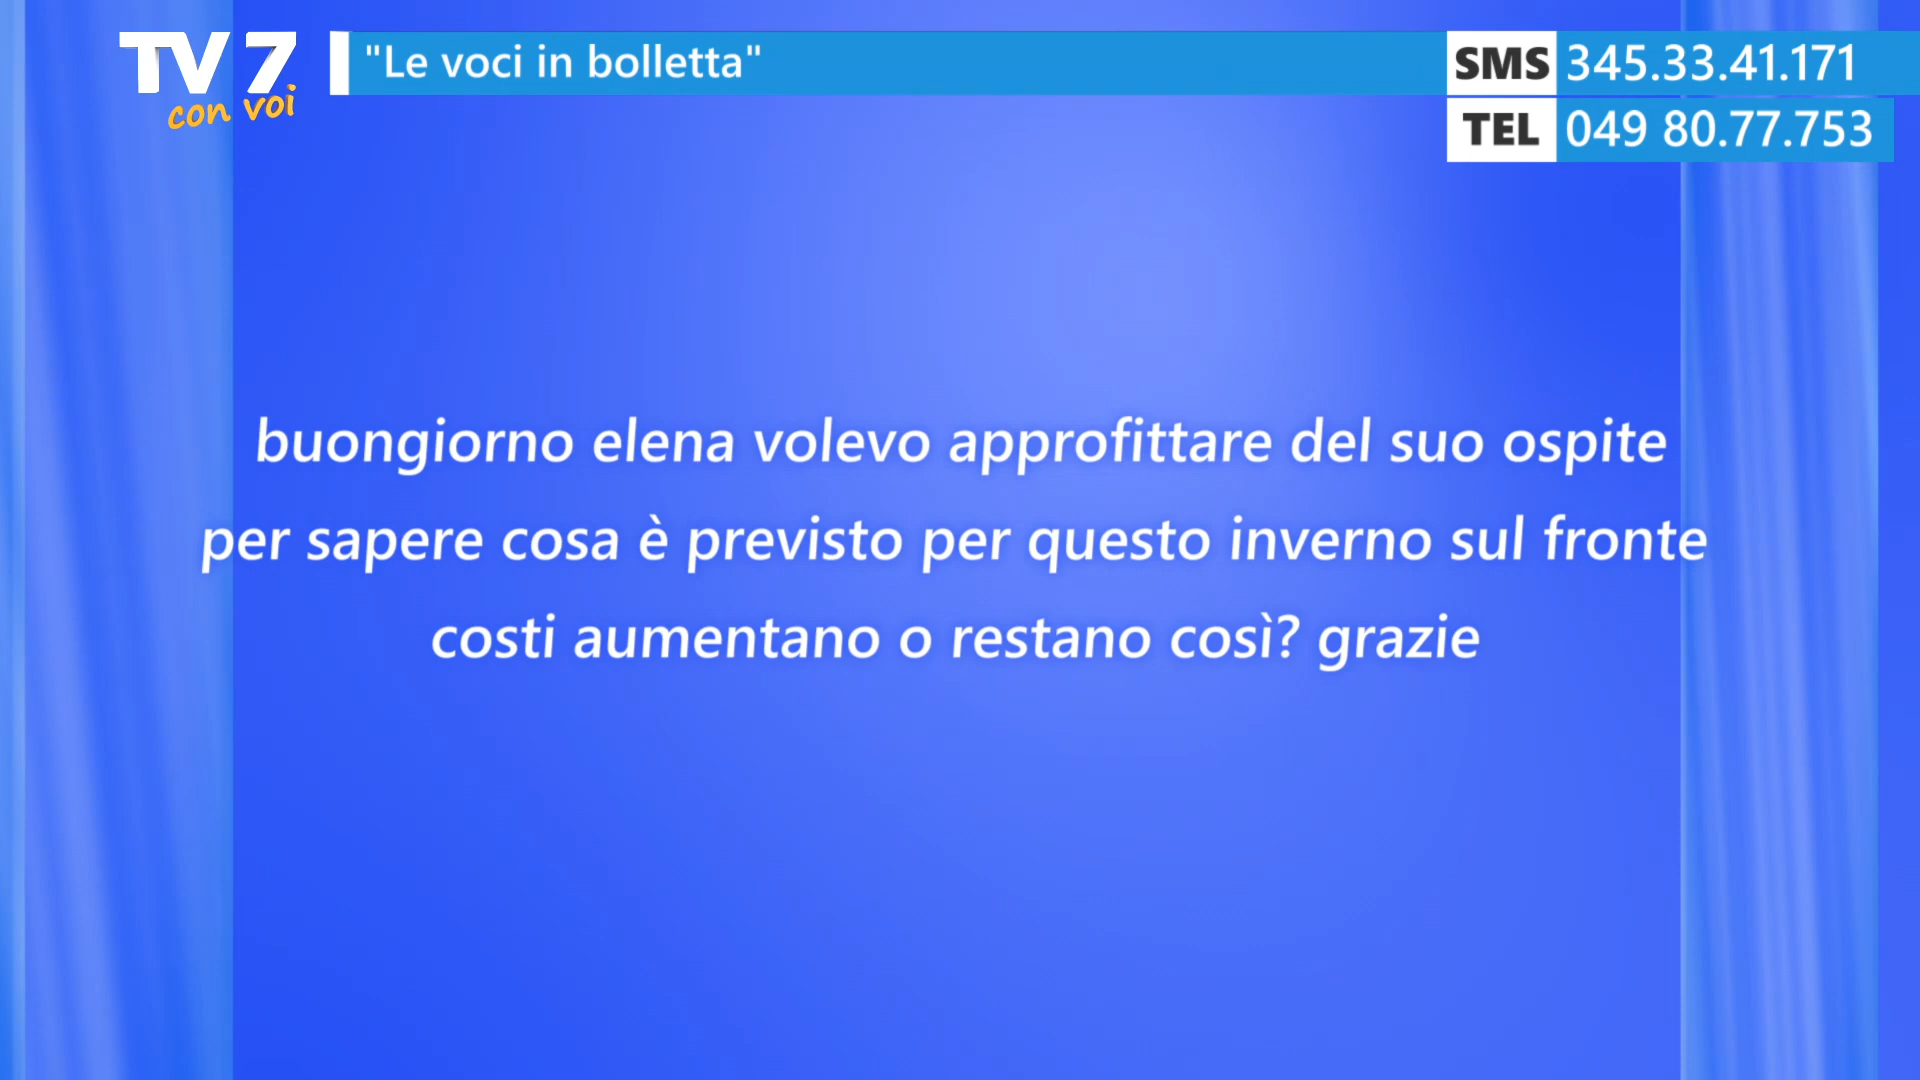 TV7
con voi
"Le voci in bolletta"
SMS 345.33.41.171
TEL 049 80.77.753
buongiorno elena volevo approfittare del suo ospite
per sapere cosa è previsto per questo inverno sul fronte
costi aumentano o restano così? grazie